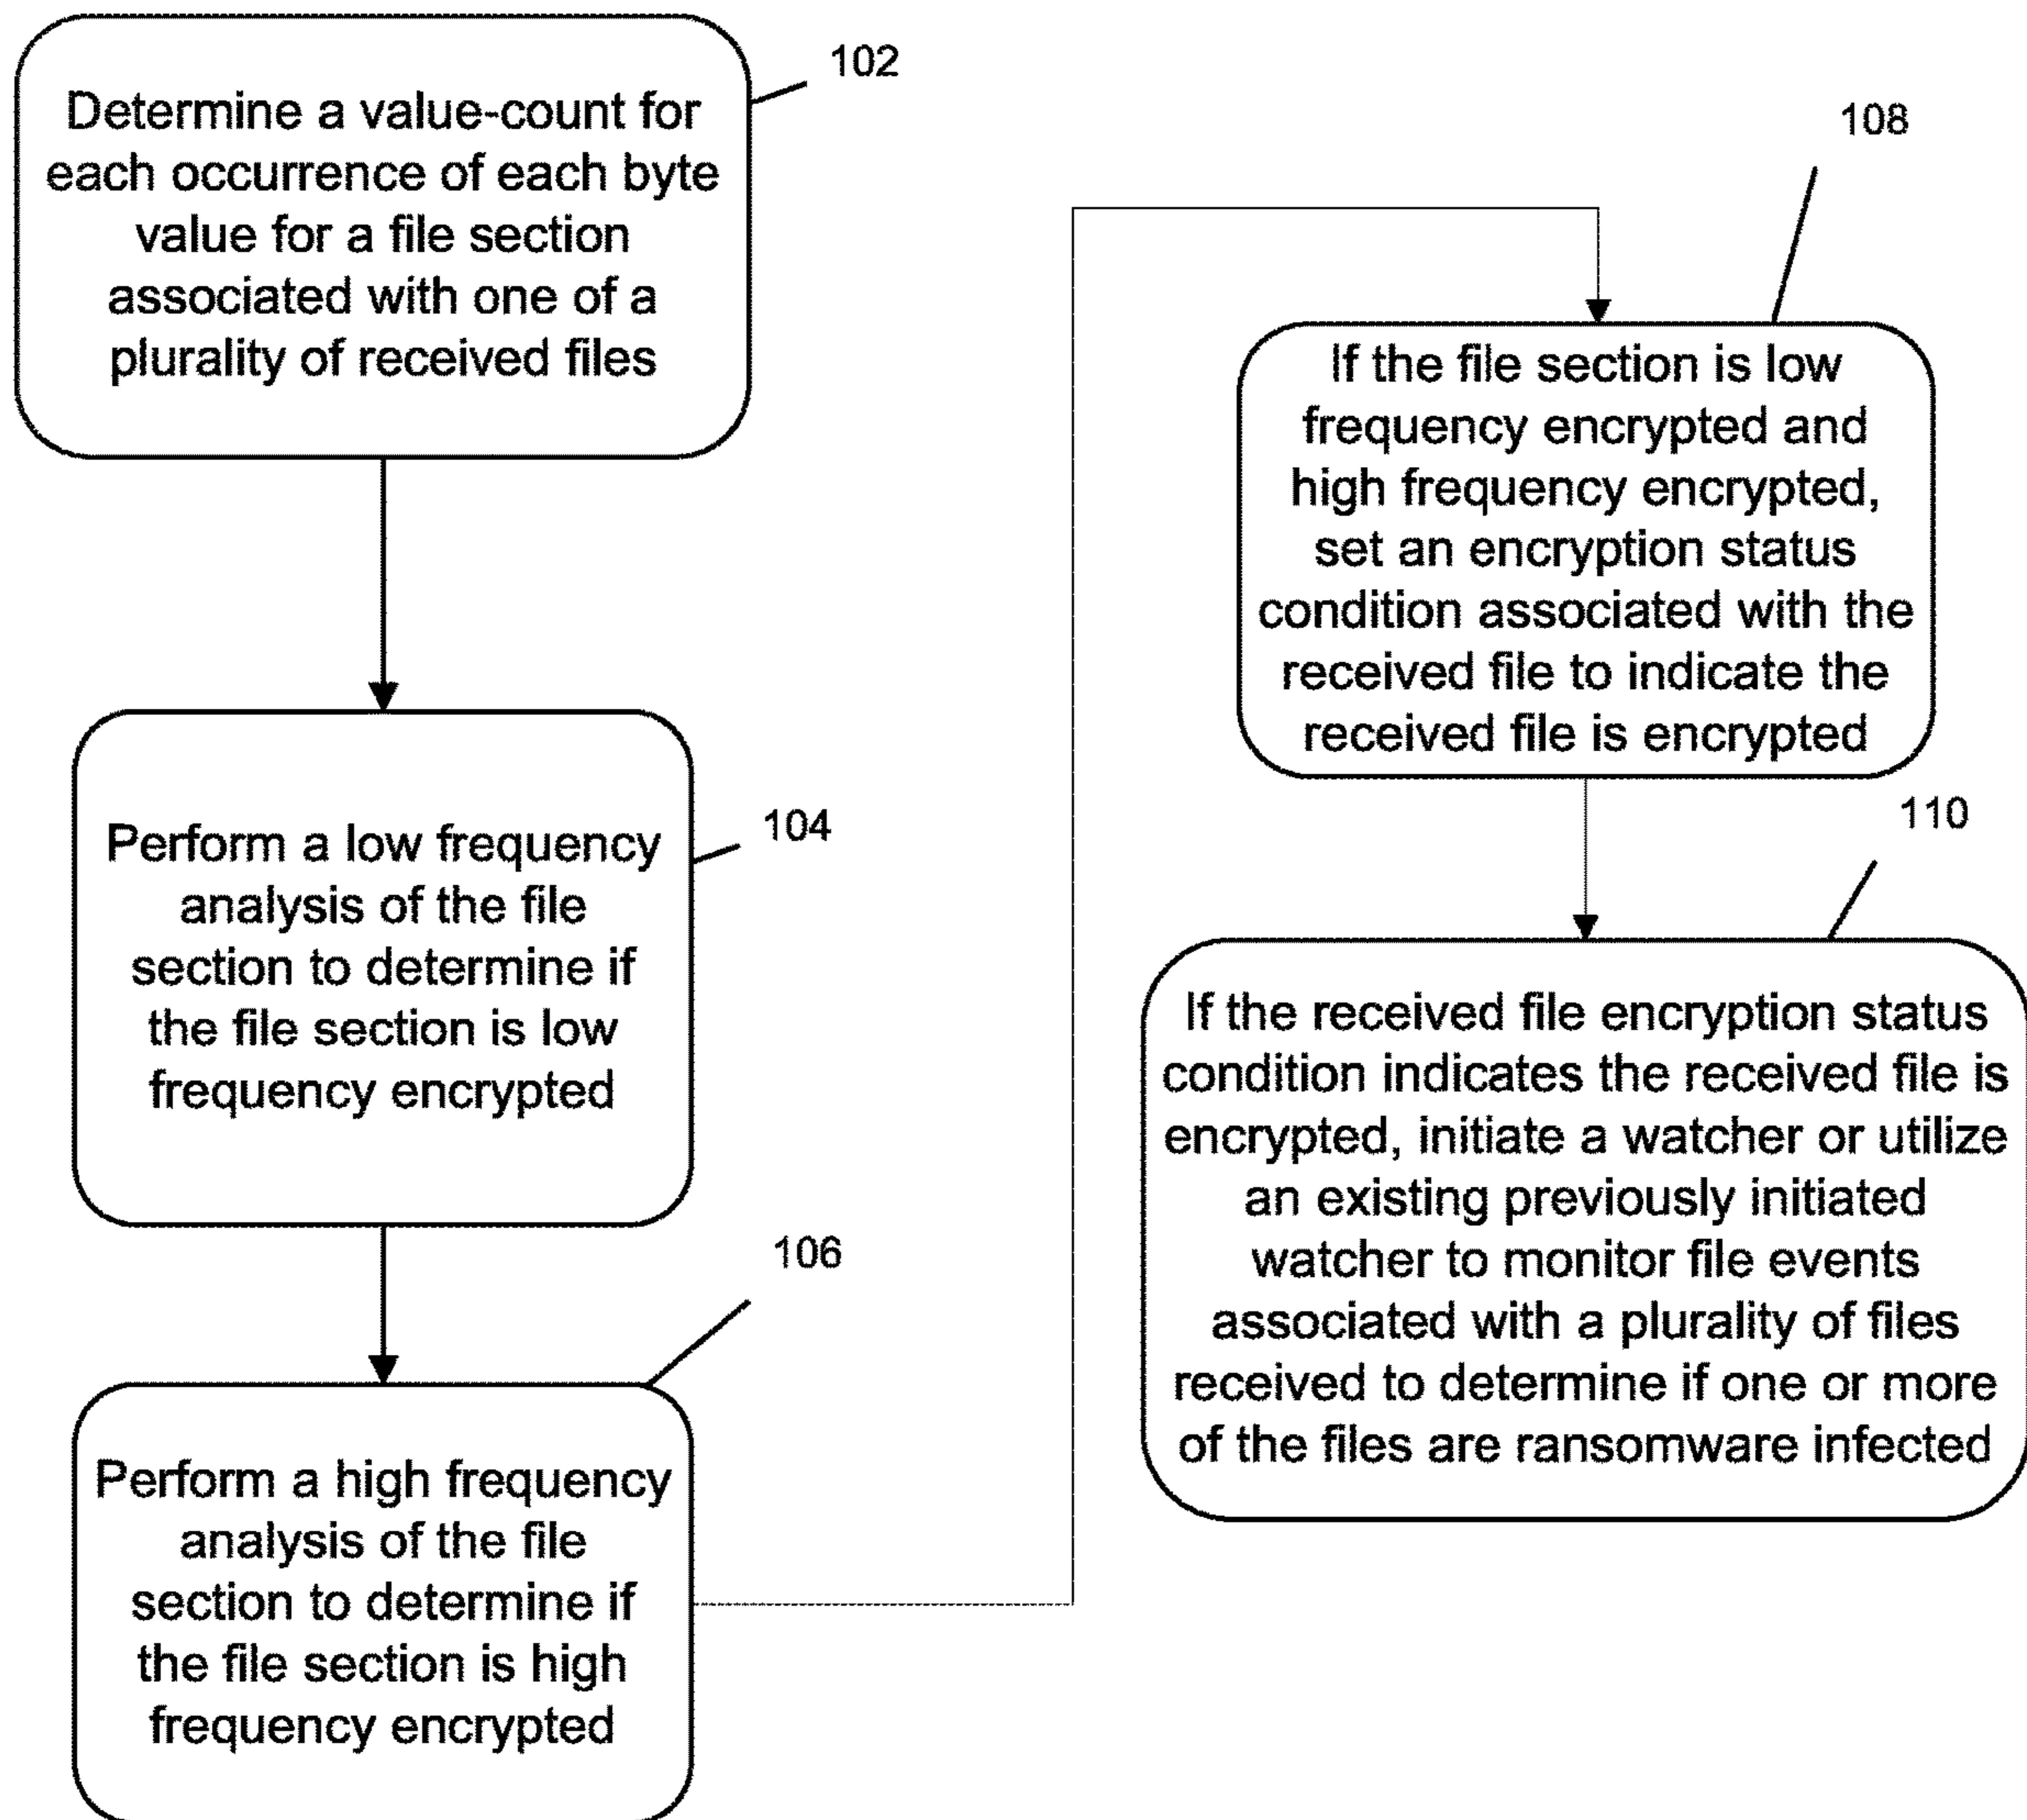 102
Determine a value-count for
each occurrence of each byte
value for a file section
associated with one of a
plurality of received files
104
Perform a low frequency
analysis of the file
section to determine if
the file section is low
frequency encrypted
106
Perform a high frequency
analysis of the file
section to determine if
the file section is high
frequency encrypted
108
If the file section is low
frequency encrypted and
high frequency encrypted,
set an encryption status
condition associated with the
received file to indicate the
received file is encrypted
110
If the received file encryption status
condition indicates the received file is
encrypted, initiate a watcher or utilize
an existing previously initiated
watcher to monitor file events
associated with a plurality of files
received to determine if one or more
of the files are ransomware infected